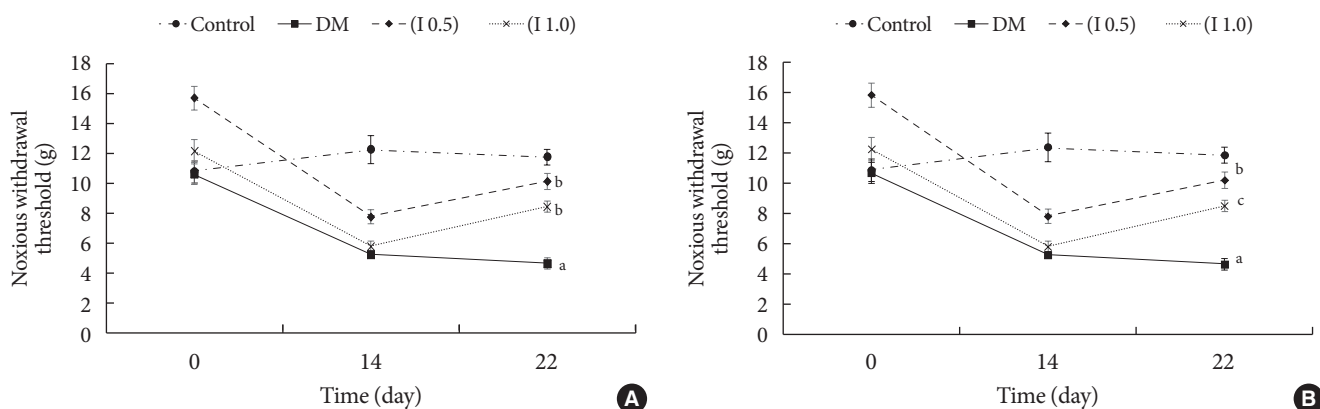 Control DM (I 0.5) (I 1.0)
Noxious withdrawal
threshold (g)
18
16
14
12
10
8
6
4
2
0
b
b
a
0 14 22
Time (day)
A
Control DM (I 0.5) (I 1.0)
Noxious withdrawal
threshold (g)
18
16
14
12
10
8
6
4
2
0
b
c
a
0 14 22
Time (day)
B